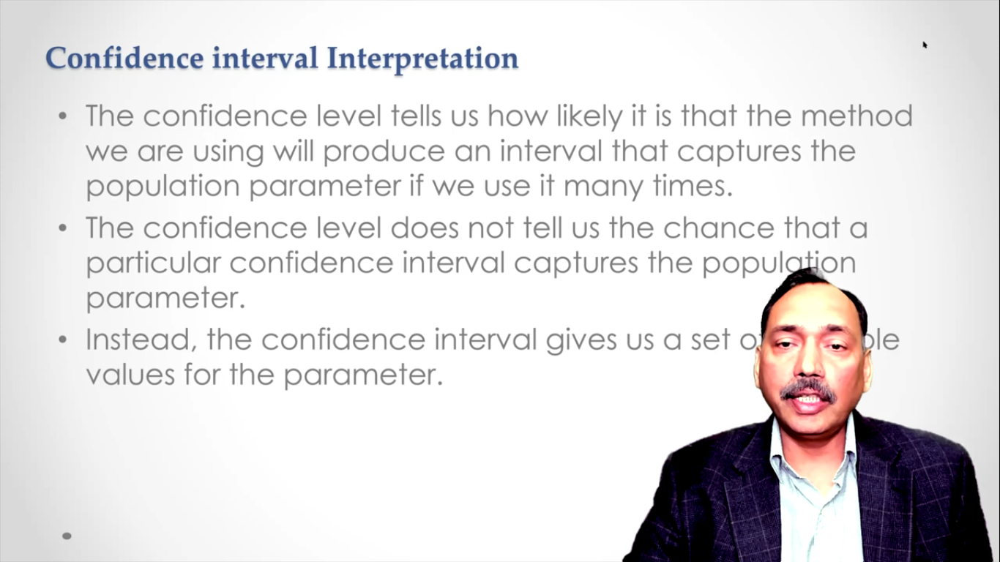 Confidence interval Interpretation
• The confidence level tells us how likely it is that the method
we are using will produce an interval that captures the
population parameter if we use it many times.
• The confidence level does not tell us the chance that a
particular confidence interval captures the population
parameter.
• Instead, the confidence interval gives us a set
values for the parameter.